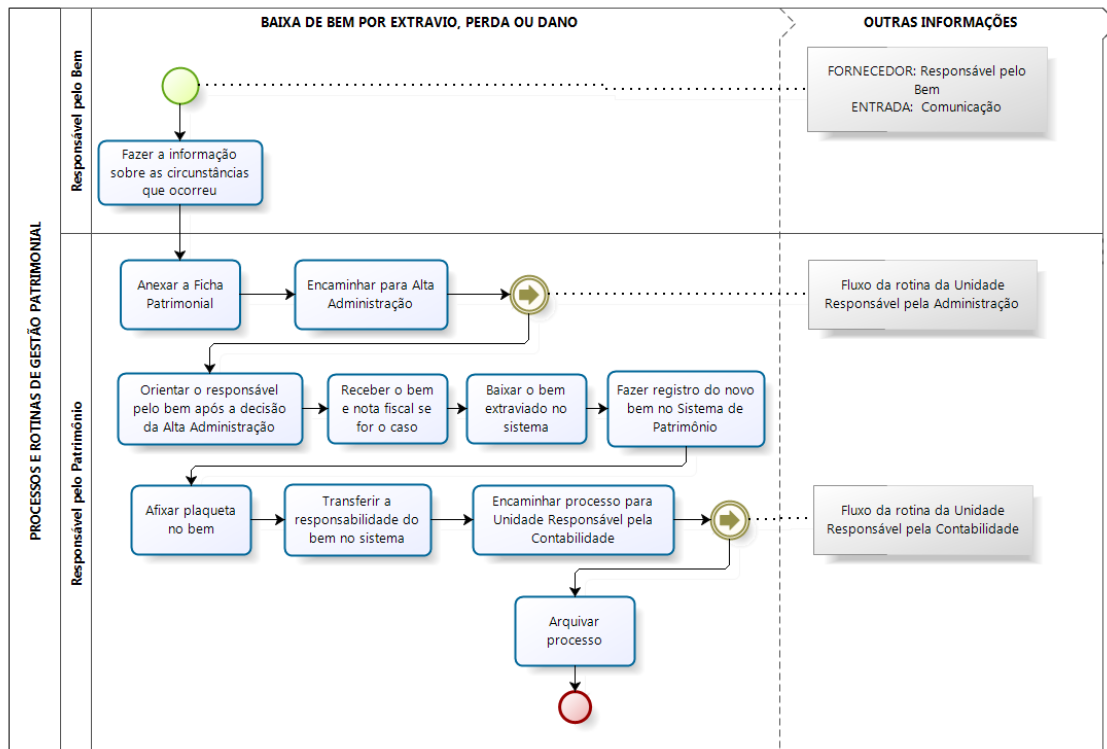 BAIXA DE BEM POR EXTRAVIO, PERDA OU DANO
OUTRAS INFORMAÇÕES
PROCESSOS E ROTINAS DE GESTÃO PATRIMONIAL
Responsável pelo Bem
FORNECEDOR: Responsável pelo
Bem
ENTRADA: Comunicação
Fazer a informação
sobre as circunstâncias
que ocorreu
Responsável pelo Patrimônio
Anexar a Ficha
Patrimonial
Encaminhar para Alta
Administração
Fluxo da rotina da Unidade
Responsável pela Administração
Orientar o responsável
pelo bem após a decisão
da Alta Administração
Receber o bem
e nota fiscal se
for o caso
Baixar o bem
extraviado no
sistema
Fazer registro do novo
bem no Sistema de
Patrimônio
Afixar plaqueta
no bem
Transferir a
responsabilidade do
bem no sistema
Encaminhar processo para
Unidade Responsável pela
Contabilidade
Fluxo da rotina da Unidade
Responsável pela Contabilidade
Arquivar
processo